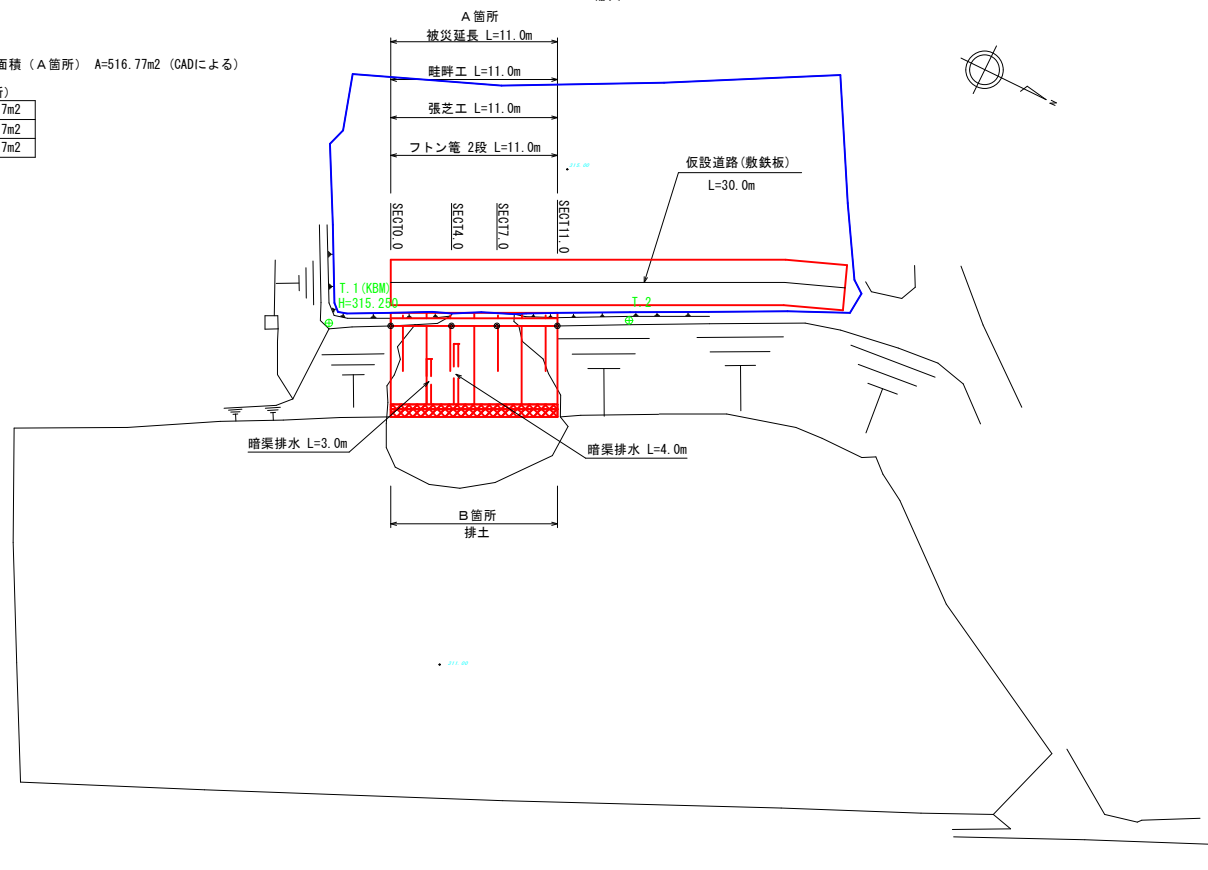 A箇所
被災延長 L=11.0m
面積（A箇所） A=516.77m2（CADによる）
畦畔工 L=11.0m
所）
7m2
7m2
7m2
張芝工 L=11.0m
フトン篭 2段 L=11.0m
仮設道路(敷鉄板)
L=30.0m
SECT0.0
SECT4.0
SECT7.0
SECT11.0
N
T.1(KBM)
H=315.250
T.2
暗渠排水 L=3.0m
暗渠排水 L=4.0m
B箇所
排土